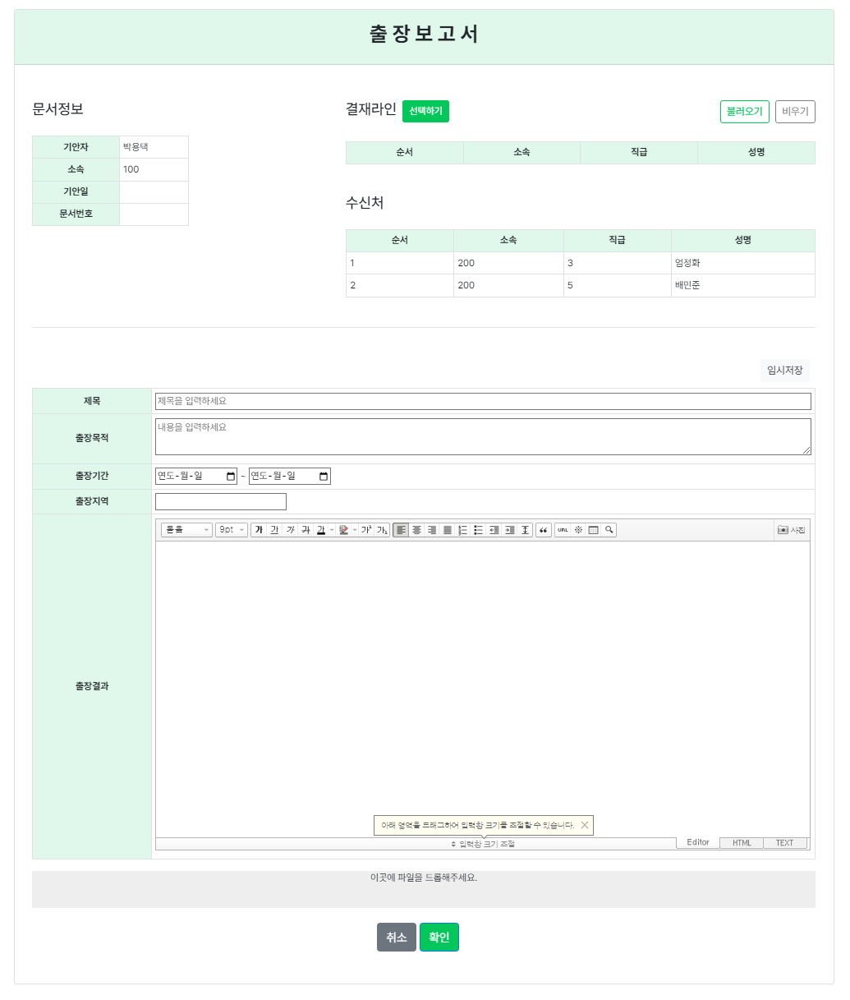 출 장 보 고 서
문서정보
기안자 박용택
소속 100
기안일
문서번호
결재라인 선택하기 불러오기 비우기
순서 소속 직급 성명
수신처
순서 소속 직급 성명
1 200 3 엄정화
2 200 5 배민준
임시저장
제목 제목을 입력하세요
출장목적 내용을 입력하세요
출장기간 연도-월-일 ~ 연도-월-일
출장지역
출장결과
돋움 9pt 가 가 가 가 가 가² 가₂ “ URL ※ 사진
아래 영역을 드래그하여 입력창 크기를 조절할 수 있습니다.
입력창 크기 조절 Editor HTML TEXT
이곳에 파일을 드롭해주세요.
취소 확인